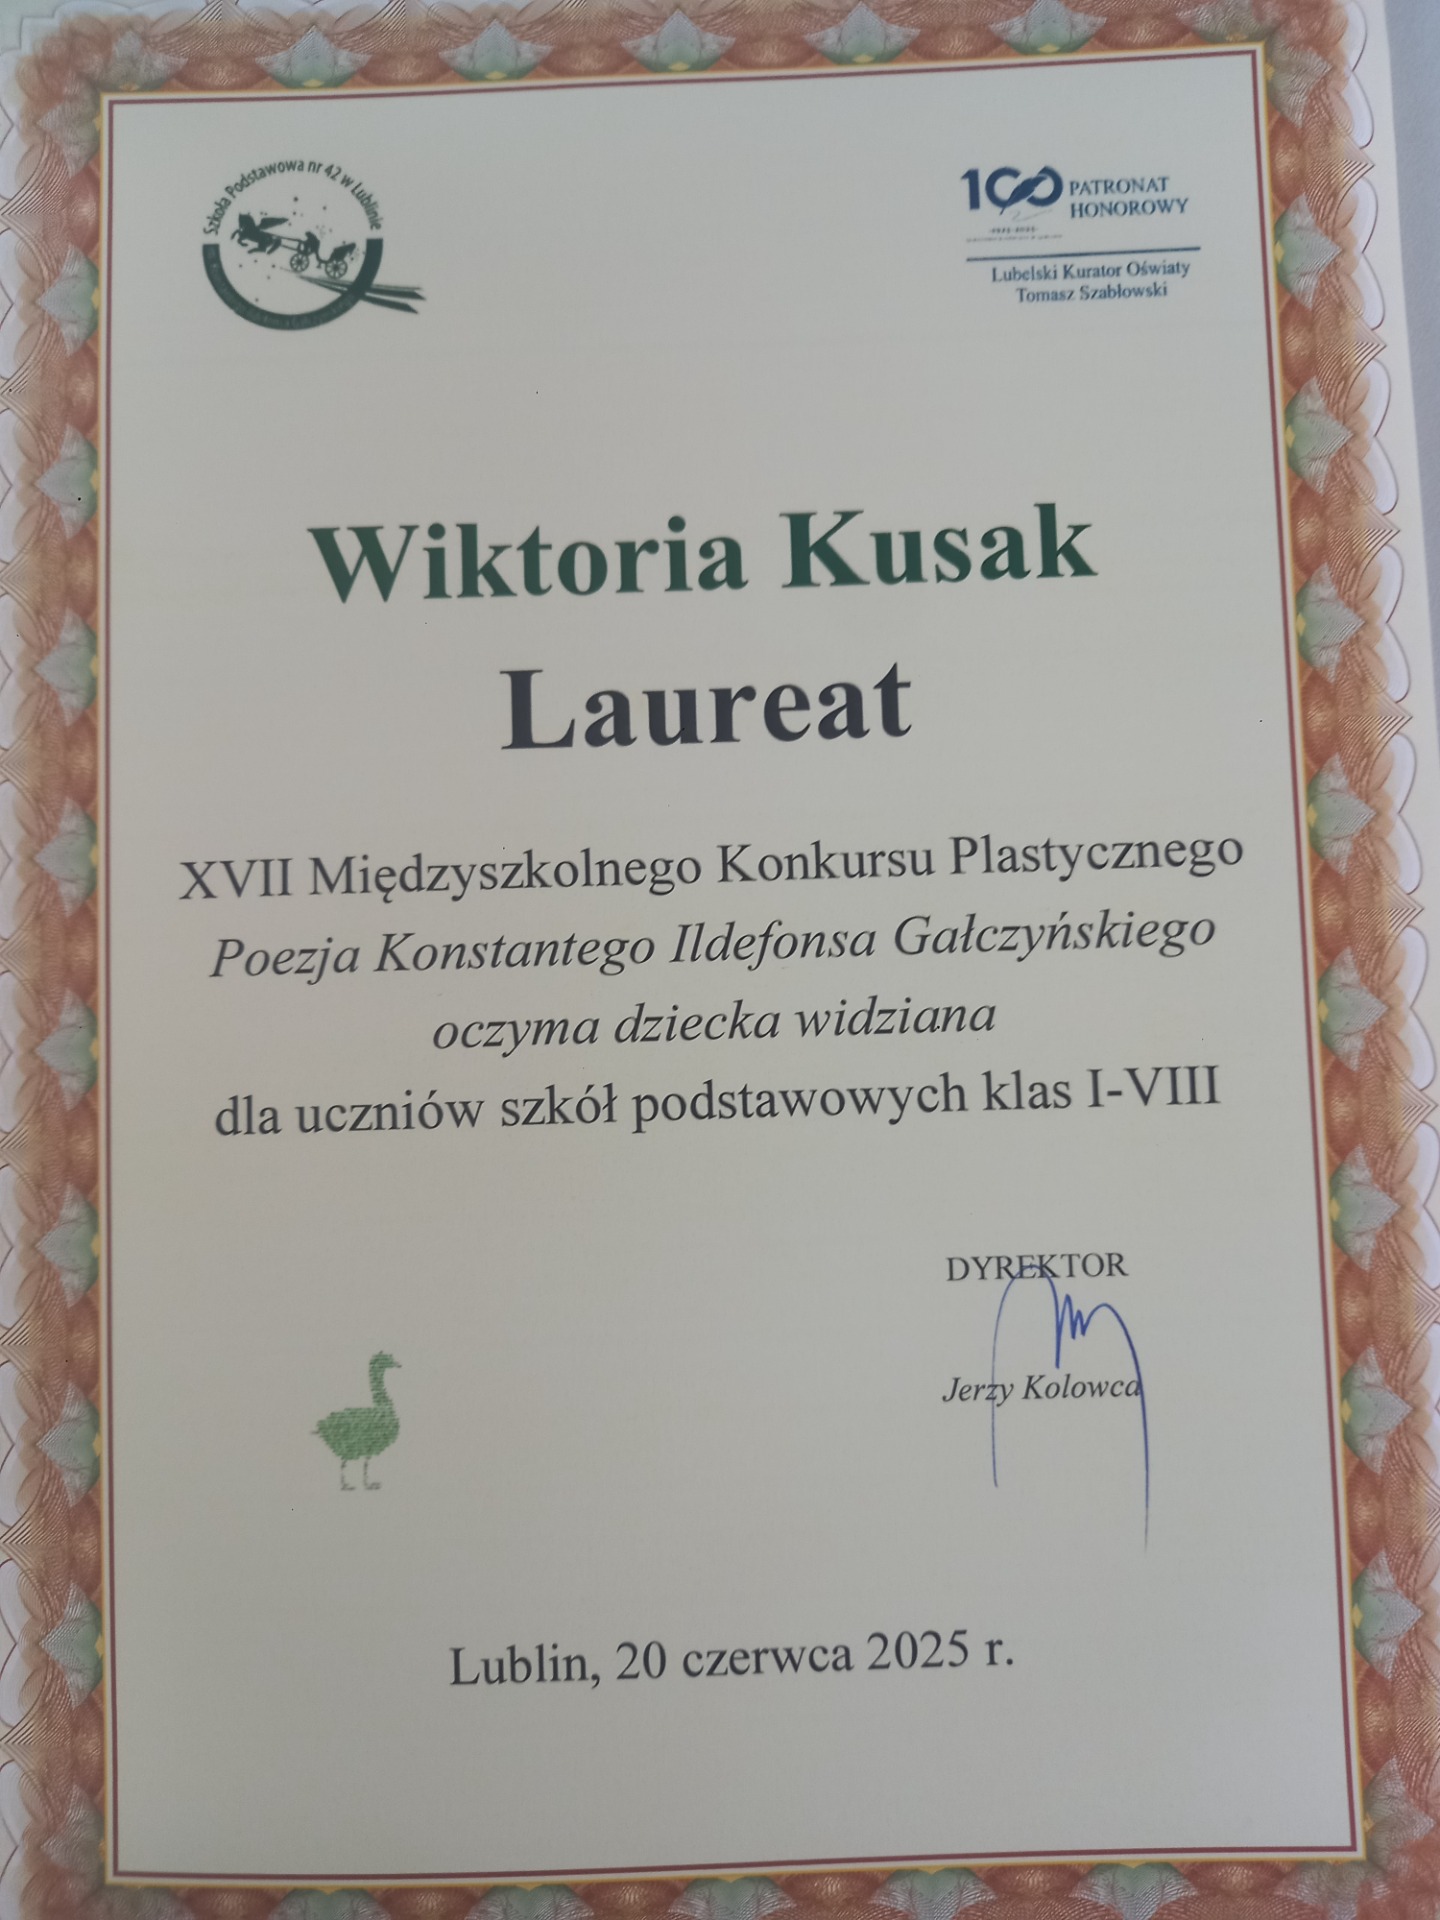 Szkoła Podstawowa nr 42 w Lublinie
100 PATRONAT
HONOROWY
Lubelski Kurator Oświaty
Tomasz Szabłowski
Wiktoria Kusak
Laureat
XVII Międzyszkolnego Konkursu Plastycznego
Poezja Konstantego Ildefonsa Gałczyńskiego
oczyma dziecka widziana
dla uczniów szkół podstawowych klas I-VIII
DYREKTOR
Jerzy Kolowca
Lublin, 20 czerwca 2025 r.